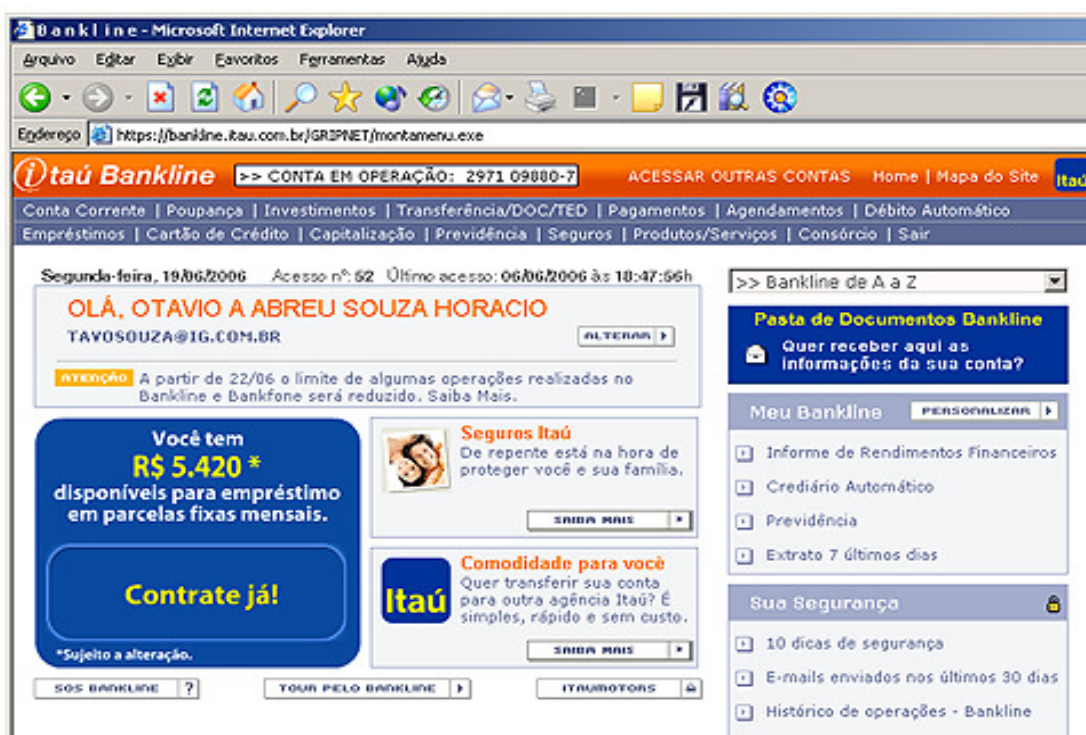 Bankline - Microsoft Internet Explorer
Arquivo Editar Exibir Favoritos Ferramentas Ajuda
Endereço https://bankline.itau.com.br/GRIPNET/montamenu.exe
itaú Bankline >> CONTA EM OPERAÇÃO: 2971 09880-7 ACESSAR OUTRAS CONTAS Home | Mapa do Site Itaú
Conta Corrente | Poupança | Investimentos | Transferência/DOC/TED | Pagamentos | Agendamentos | Débito Automático
Empréstimos | Cartão de Crédito | Capitalização | Previdência | Seguros | Produtos/Serviços | Consórcio | Sair
Segunda-feira, 19/06/2006 Acesso nº: 52 Último acesso: 06/06/2006 às 18:47:56h
OLÁ, OTAVIO A ABREU SOUZA HORACIO
TAVOSOUZA@IG.COM.BR ALTERAR
ATENÇÃO A partir de 22/06 o limite de algumas operações realizadas no
Bankline e Bankfone será reduzido. Saiba Mais.
Você tem
R$ 5.420 *
disponíveis para empréstimo
em parcelas fixas mensais.
Contrate já!
*Sujeito a alteração.
Seguros Itaú
De repente está na hora de
proteger você e sua família.
SAIBA MAIS
Itaú
Comodidade para você
Quer transferir sua conta
para outra agência Itaú? É
simples, rápido e sem custo.
SAIBA MAIS
SOS BANKLINE ? TOUR PELO BANKLINE ITAUMOTORS
>> Bankline de A a Z
Pasta de Documentos Bankline
Quer receber aqui as
informações da sua conta?
Meu Bankline PERSONALIZAR
Informe de Rendimentos Financeiros
Crediário Automático
Previdência
Extrato 7 últimos dias
Sua Segurança
10 dicas de segurança
E-mails enviados nos últimos 30 dias
Histórico de operações - Bankline